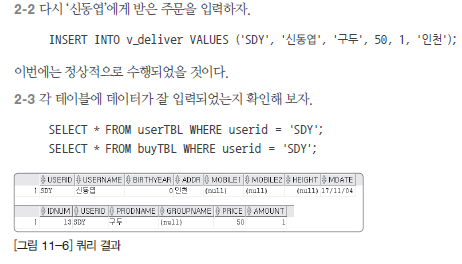 2-2 다시 ‘신동엽’에게 받은 주문을 입력하자.
INSERT INTO v_deliver VALUES ('SDY', '신동엽', '구두', 50, 1, '인천');
이번에는 정상적으로 수행되었을 것이다.
2-3 각 테이블에 데이터가 잘 입력되었는지 확인해 보자.
SELECT * FROM userTBL WHERE userid = 'SDY';
SELECT * FROM buyTBL WHERE userid = 'SDY';
USERID USERNAME BIRTHYEAR ADDR MOBILE1 MOBILE2 HEIGHT MDATE
1 SDY 신동엽 0 인천 (null) (null) (null) 17/11/04
IDNUM USERID PRODNAME GROUPNAME PRICE AMOUNT
1 13 SDY 구두 (null) 50 1
[그림 11-6] 쿼리 결과